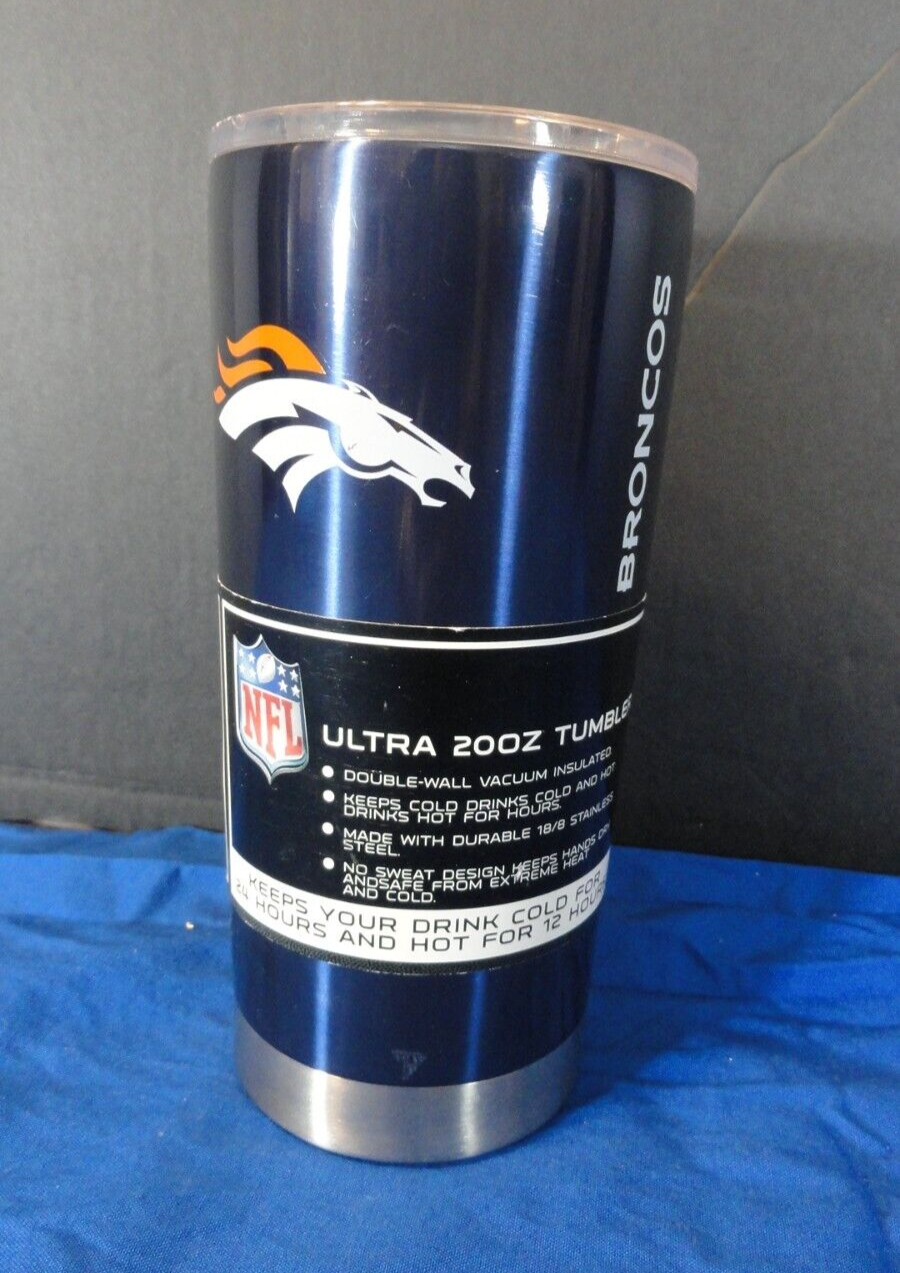 BRONCOS
NFL
ULTRA 20OZ TUMBLER
DOUBLE-WALL VACUUM INSULATED.
KEEPS COLD DRINKS COLD AND HOT
DRINKS HOT FOR HOURS.
MADE WITH DURABLE 18/8 STAINLESS
STEEL.
NO SWEAT DESIGN KEEPS HANDS DRY
ANDSAFE FROM EXTREME HEAT
AND COLD.
KEEPS YOUR DRINK COLD FOR
24 HOURS AND HOT FOR 12 HOURS